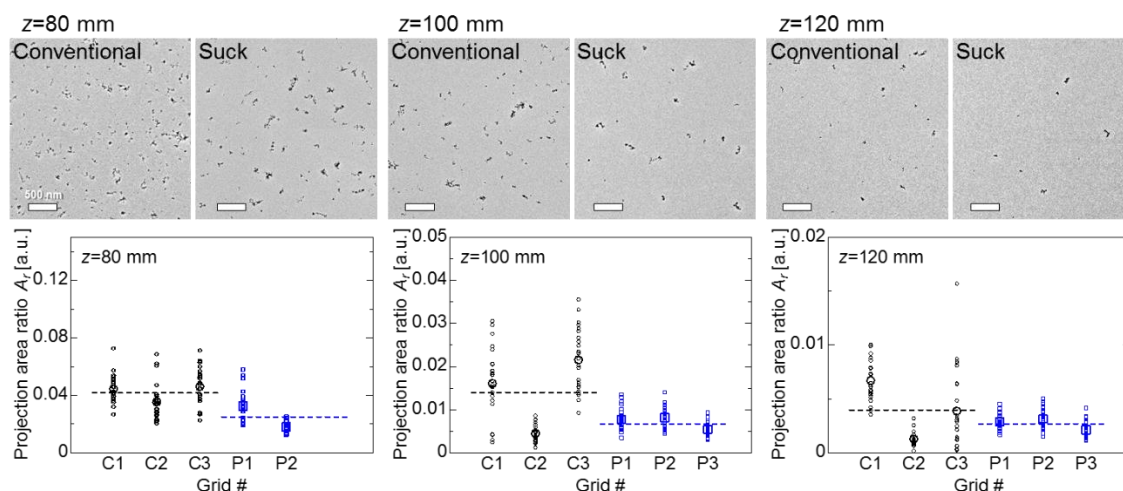 z=80 mm
z=100 mm
z=120 mm
Conventional
Suck
Conventional
Suck
Conventional
Suck
500 nm
Projection area ratio Ar [a.u.]
0.12
0.08
0.04
0
z=80 mm
C1 C2 C3 P1 P2
Grid #
Projection area ratio Ar [a.u.]
0.05
0.04
0.03
0.02
0.01
0
z=100 mm
C1 C2 C3 P1 P2 P3
Grid #
Projection area ratio Ar [a.u.]
0.02
0.01
0
z=120 mm
C1 C2 C3 P1 P2 P3
Grid #